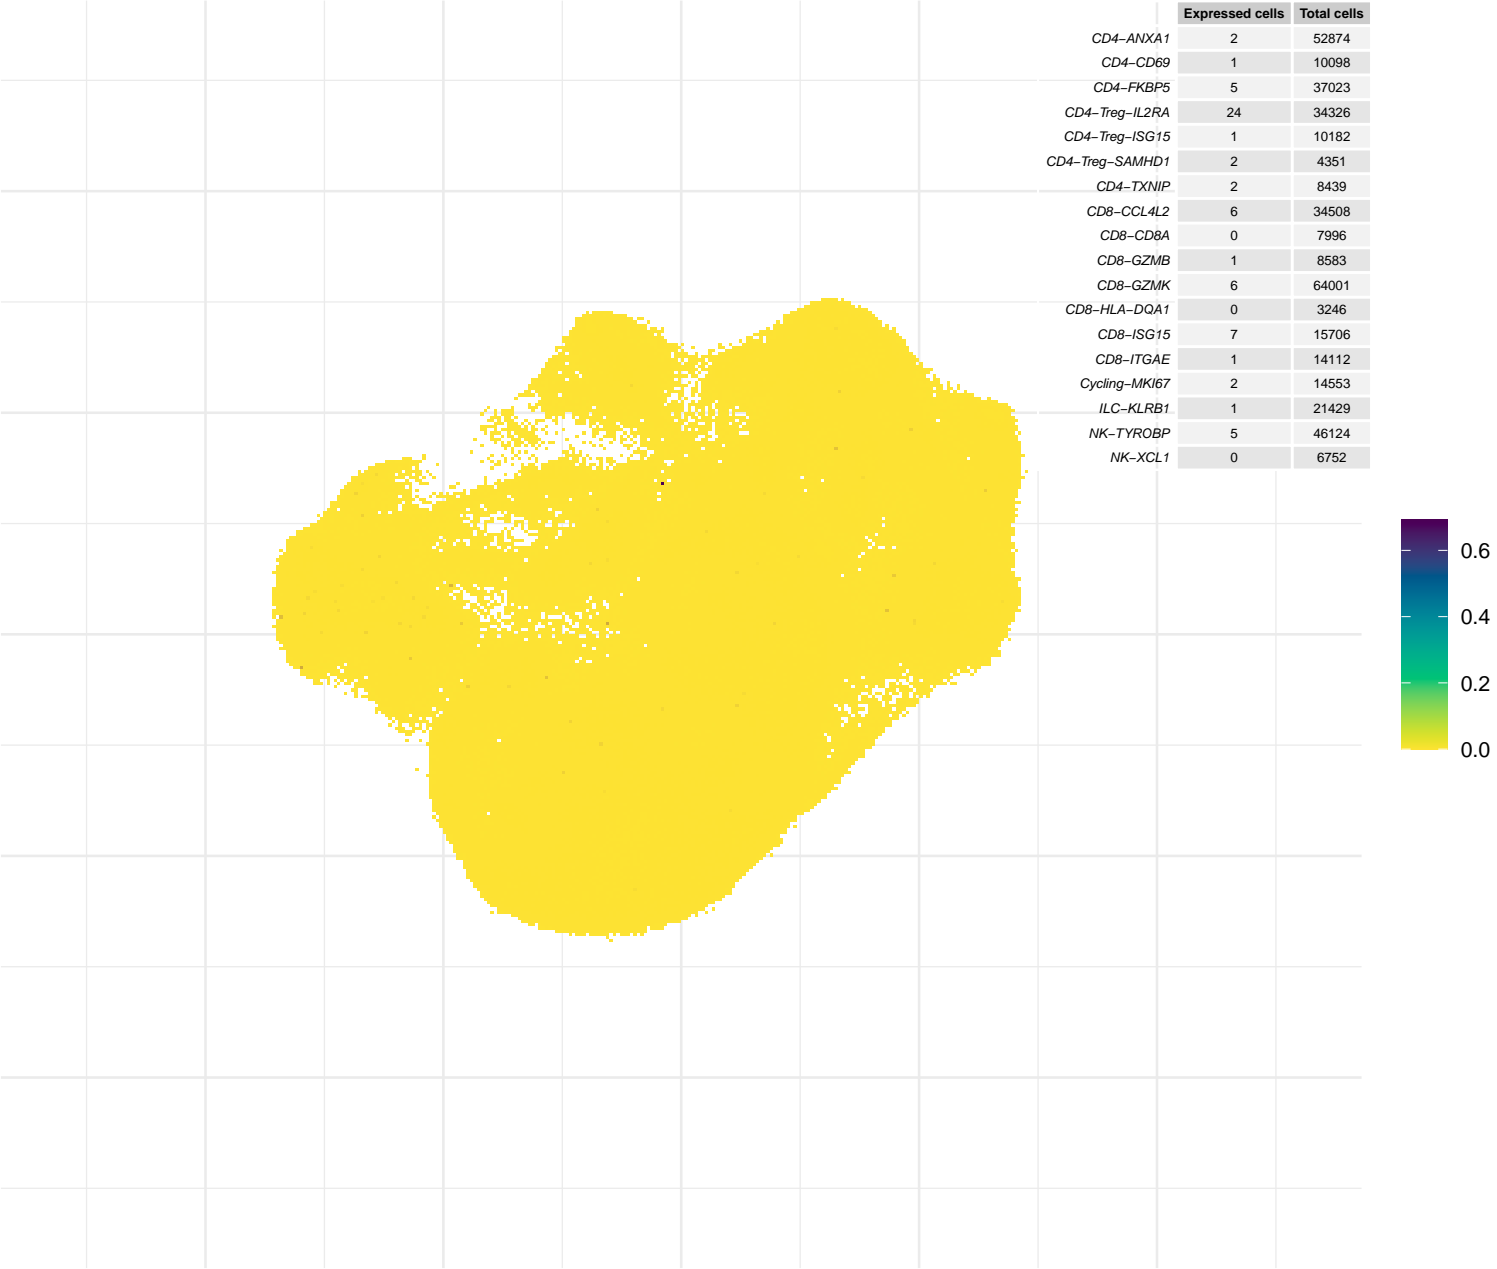 Expressed cells Total cells
CD4−ANXA1 2 52874
CD4−CD69 1 10098
CD4−FKBP5 5 37023
CD4−Treg−IL2RA 24 34326
CD4−Treg−ISG15 1 10182
CD4−Treg−SAMHD1 2 4351
CD4−TXNIP 2 8439
CD8−CCL4L2 6 34508
CD8−CD8A 0 7996
CD8−GZMB 1 8583
CD8−GZMK 6 64001
CD8−HLA−DQA1 0 3246
CD8−ISG15 7 15706
CD8−ITGAE 1 14112
Cycling−MKI67 2 14553
ILC−KLRB1 1 21429
NK−TYROBP 5 46124
NK−XCL1 0 6752
0.6
0.4
0.2
0.0